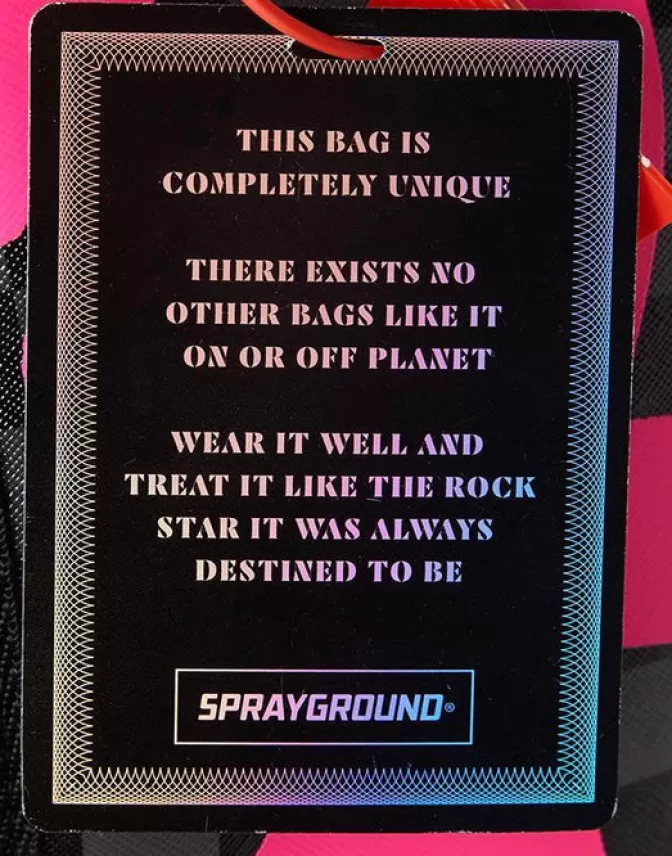 THIS BAG IS
COMPLETELY UNIQUE
THERE EXISTS NO
OTHER BAGS LIKE IT
ON OR OFF PLANET
WEAR IT WELL AND
TREAT IT LIKE THE ROCK
STAR IT WAS ALWAYS
DESTINED TO BE
SPRAYGROUND®